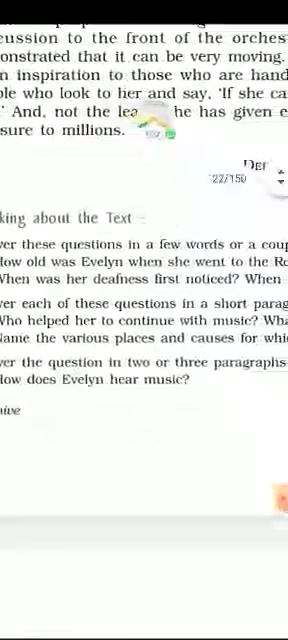 cussion to the front of the orches
onstrated that it can be very moving.
n inspiration to those who are hand
ple who look to her and say, 'If she ca
' And, not the lea he has given e
sure to millions.
DEP
22/150
king about the Text
ver these questions in a few words or a coup
How old was Evelyn when she went to the Ro
When was her deafness first noticed? When
ver each of these questions in a short parag
Who helped her to continue with music? Wha
Name the various places and causes for whic
ver the question in two or three paragraphs
How does Evelyn hear music?